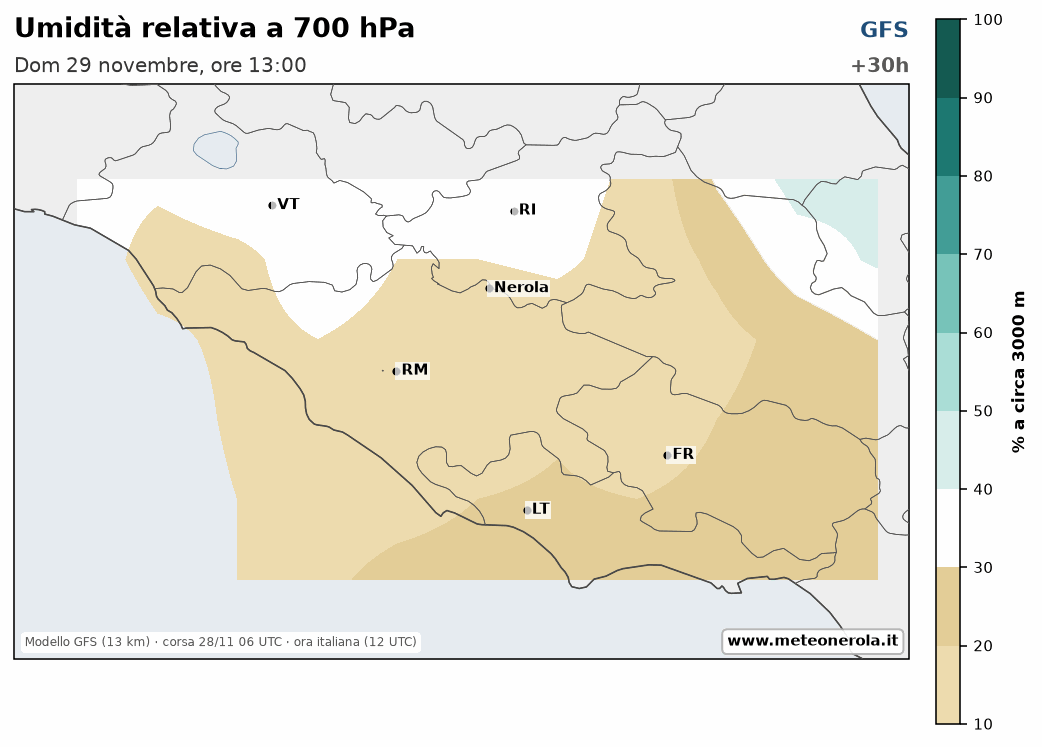 Umidità relativa a 700 hPa
GFS
Dom 29 novembre, ore 13:00
+30h
VT
RI
Nerola
RM
FR
LT
Modello GFS (13 km) · corsa 28/11 06 UTC · ora italiana (12 UTC)
www.meteonerola.it
100
90
80
70
60
50
40
30
20
10
% a circa 3000 m